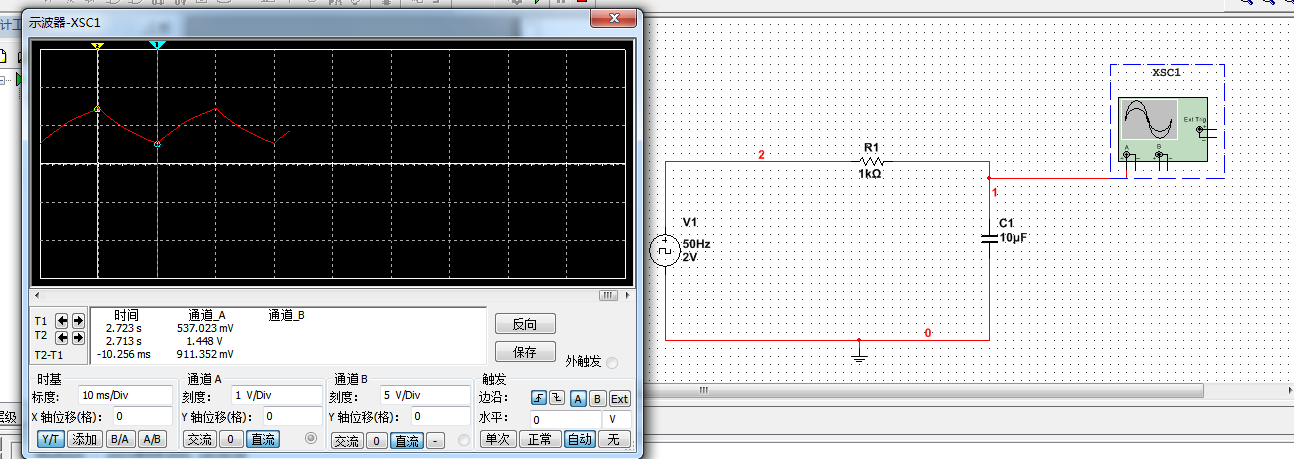 计工
示波器-XSC1
T1
T2
T2-T1
时间 通道_A 通道_B
2.723 s 537.023 mV
2.713 s 1.448 V
-10.256 ms 911.352 mV
反向
保存
外触发
时基
标度: 10 ms/Div
X 轴位移(格): 0
Y/T 添加 B/A A/B
通道 A
刻度: 1 V/Div
Y 轴位移(格): 0
交流 0 直流
通道 B
刻度: 5 V/Div
Y 轴位移(格): 0
交流 0 直流 -
触发
边沿: A B Ext
水平: 0 V
单次 正常 自动 无
层级
XSC1
Ext Trig
A B
2
R1
1kΩ
1
V1
50Hz
2V
C1
10μF
0